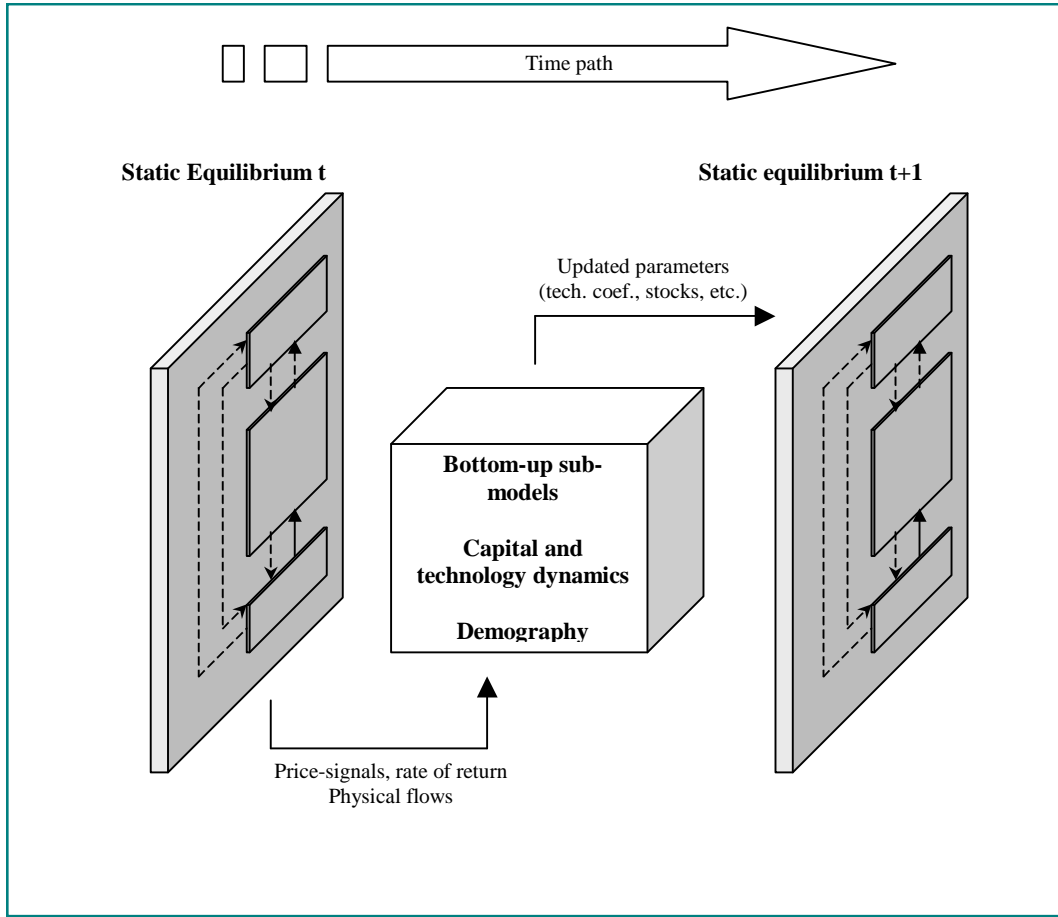 Time path
Static Equilibrium t
Static equilibrium t+1
Updated parameters
(tech. coef., stocks, etc.)
Bottom-up sub-
models
Capital and
technology dynamics
Demography
Price-signals, rate of return
Physical flows